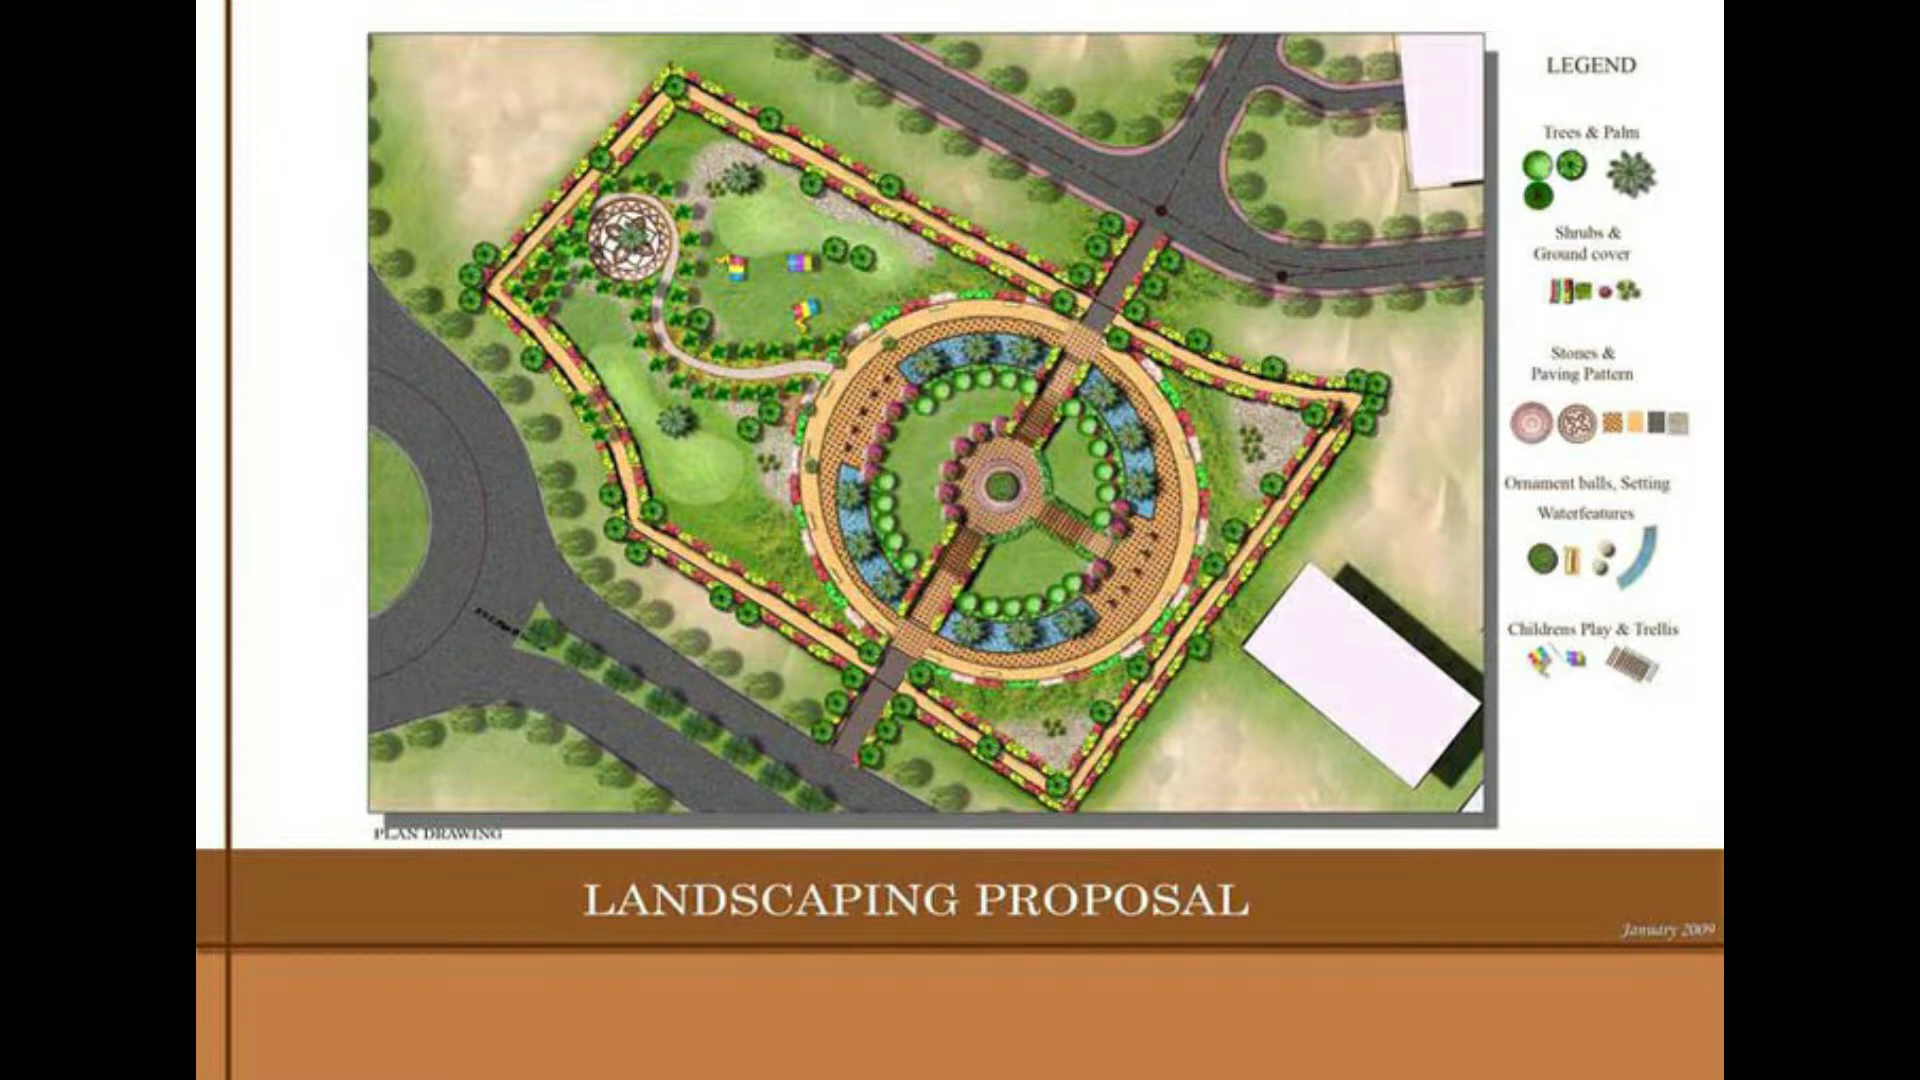 LEGEND
Trees & Palm
Shrubs &
Ground cover
Stones &
Paving Pattern
Ornament balls, Setting
Waterfeatures
Childrens Play & Trellis
PLAN DRAWING
LANDSCAPING PROPOSAL
January 2009